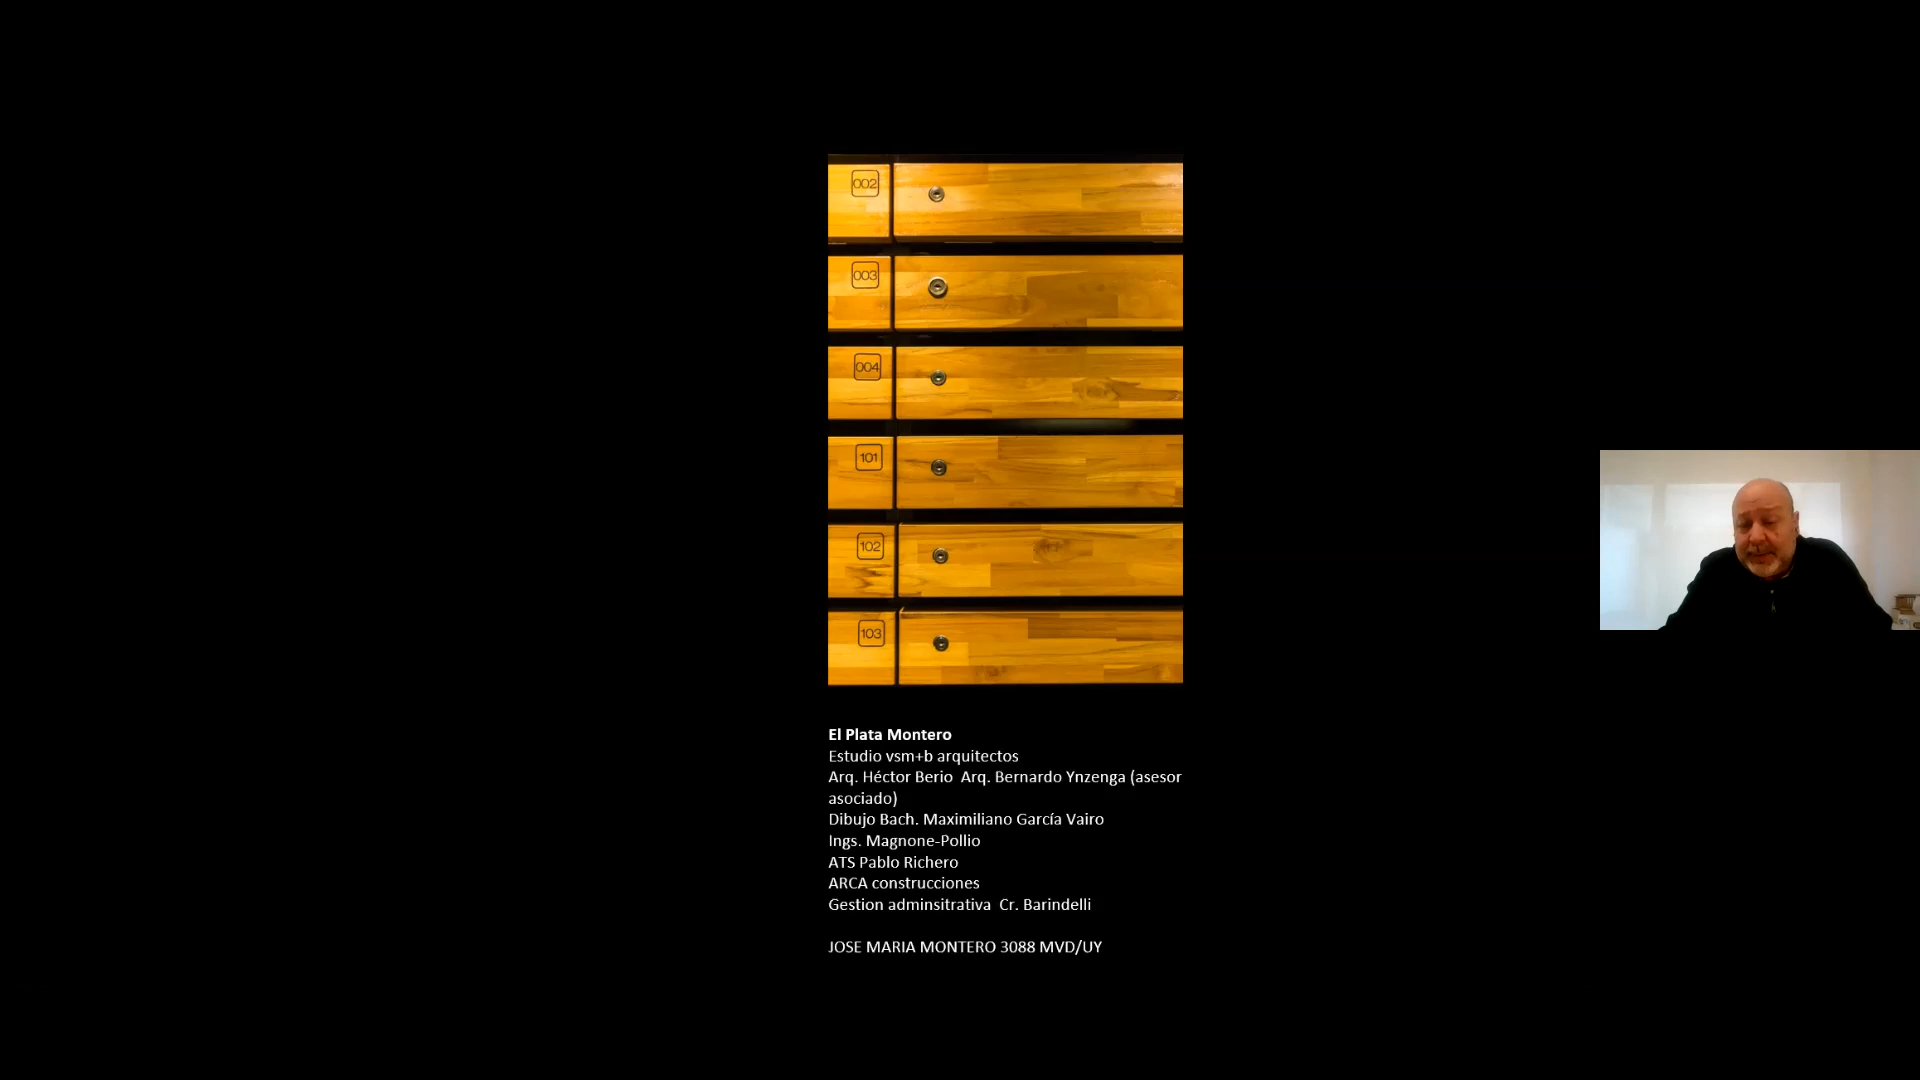 002
003
004
101
102
103
El Plata Montero
Estudio vsm+b arquitectos
Arq. Héctor Berio  Arq. Bernardo Ynzenga (asesor
asociado)
Dibujo Bach. Maximiliano García Vairo
Ings. Magnone-Pollio
ATS Pablo Richero
ARCA construcciones
Gestion adminsitrativa  Cr. Barindelli
JOSE MARIA MONTERO 3088 MVD/UY